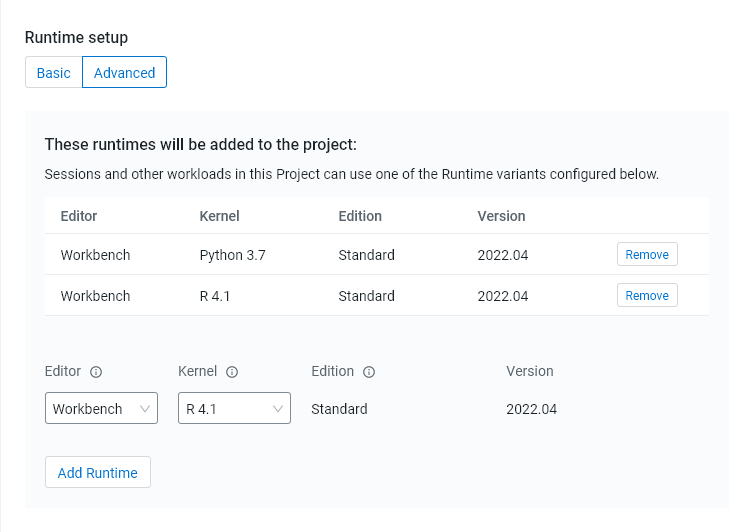 Runtime setup
Basic Advanced
These runtimes will be added to the project:
Sessions and other workloads in this Project can use one of the Runtime variants configured below.
Editor Kernel Edition Version
Workbench Python 3.7 Standard 2022.04 Remove
Workbench R 4.1 Standard 2022.04 Remove
Editor Kernel Edition Version
Workbench R 4.1 Standard 2022.04
Add Runtime